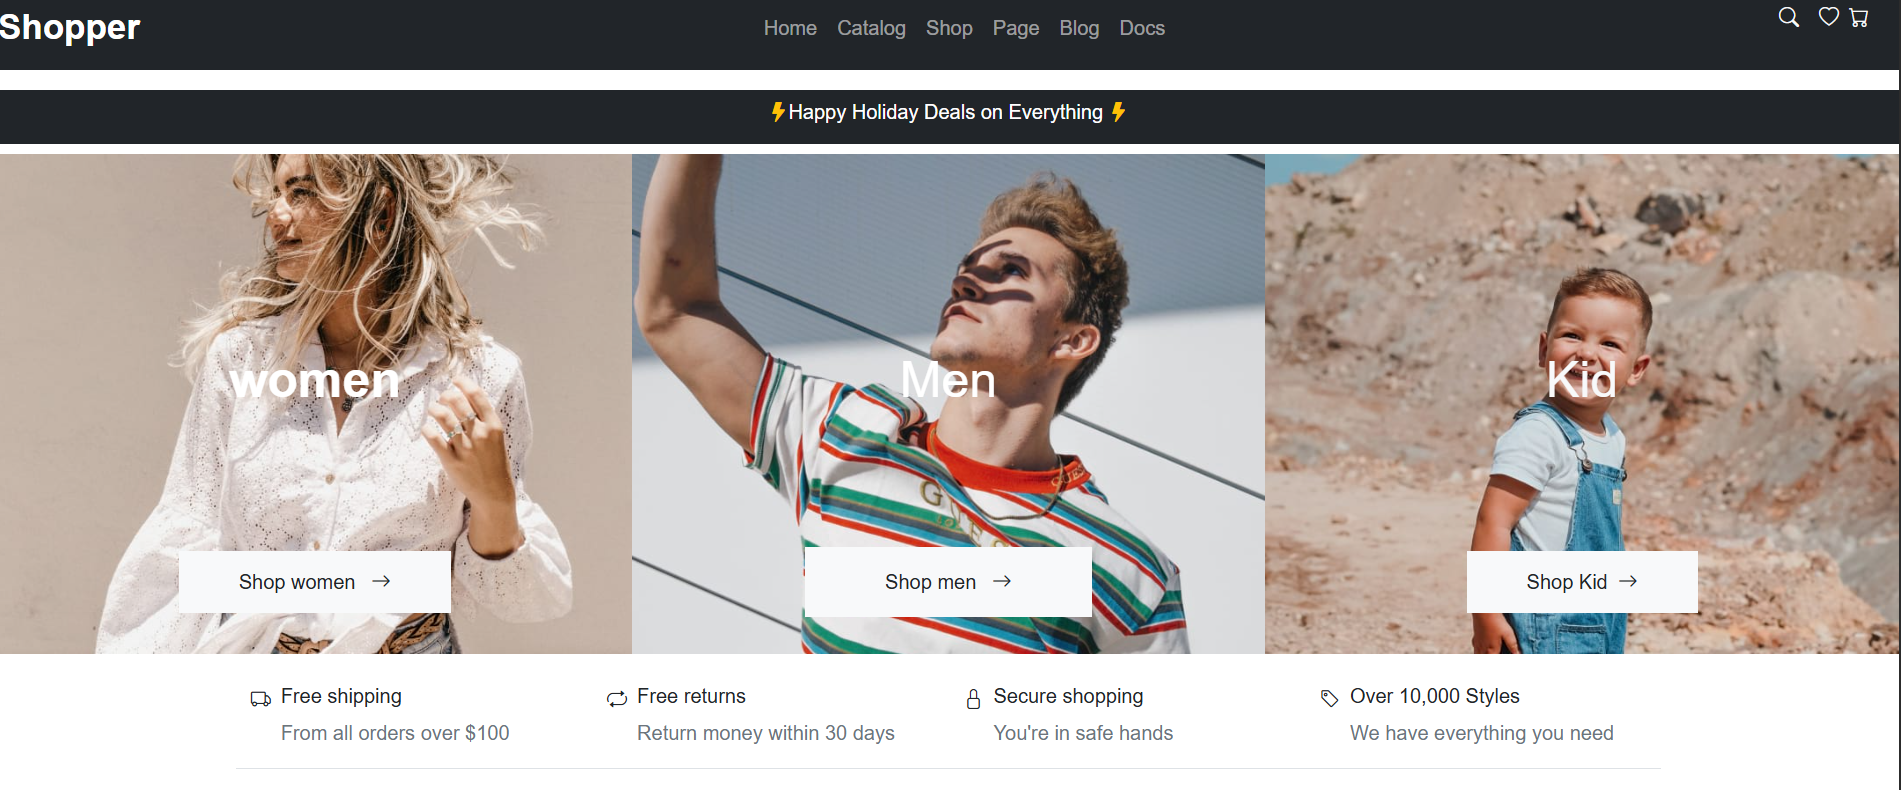 Shopper
Home Catalog Shop Page Blog Docs
Happy Holiday Deals on Everything
women
Men
Kid
GUES
G
Shop women
Shop men
Shop Kid
Free shipping
From all orders over $100
Free returns
Return money within 30 days
Secure shopping
You're in safe hands
Over 10,000 Styles
We have everything you need